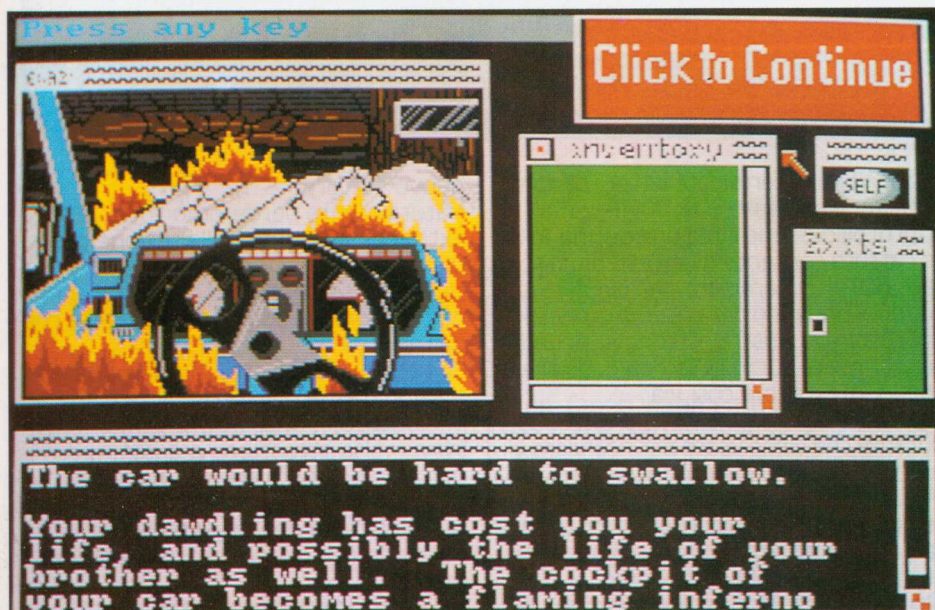 Press any key
Click to Continue
Inventory
SELF
Exits
The car would be hard to swallow.
Your dawdling has cost you your
life, and possibly the life of your
brother as well. The cockpit of
your car becomes a flaming inferno